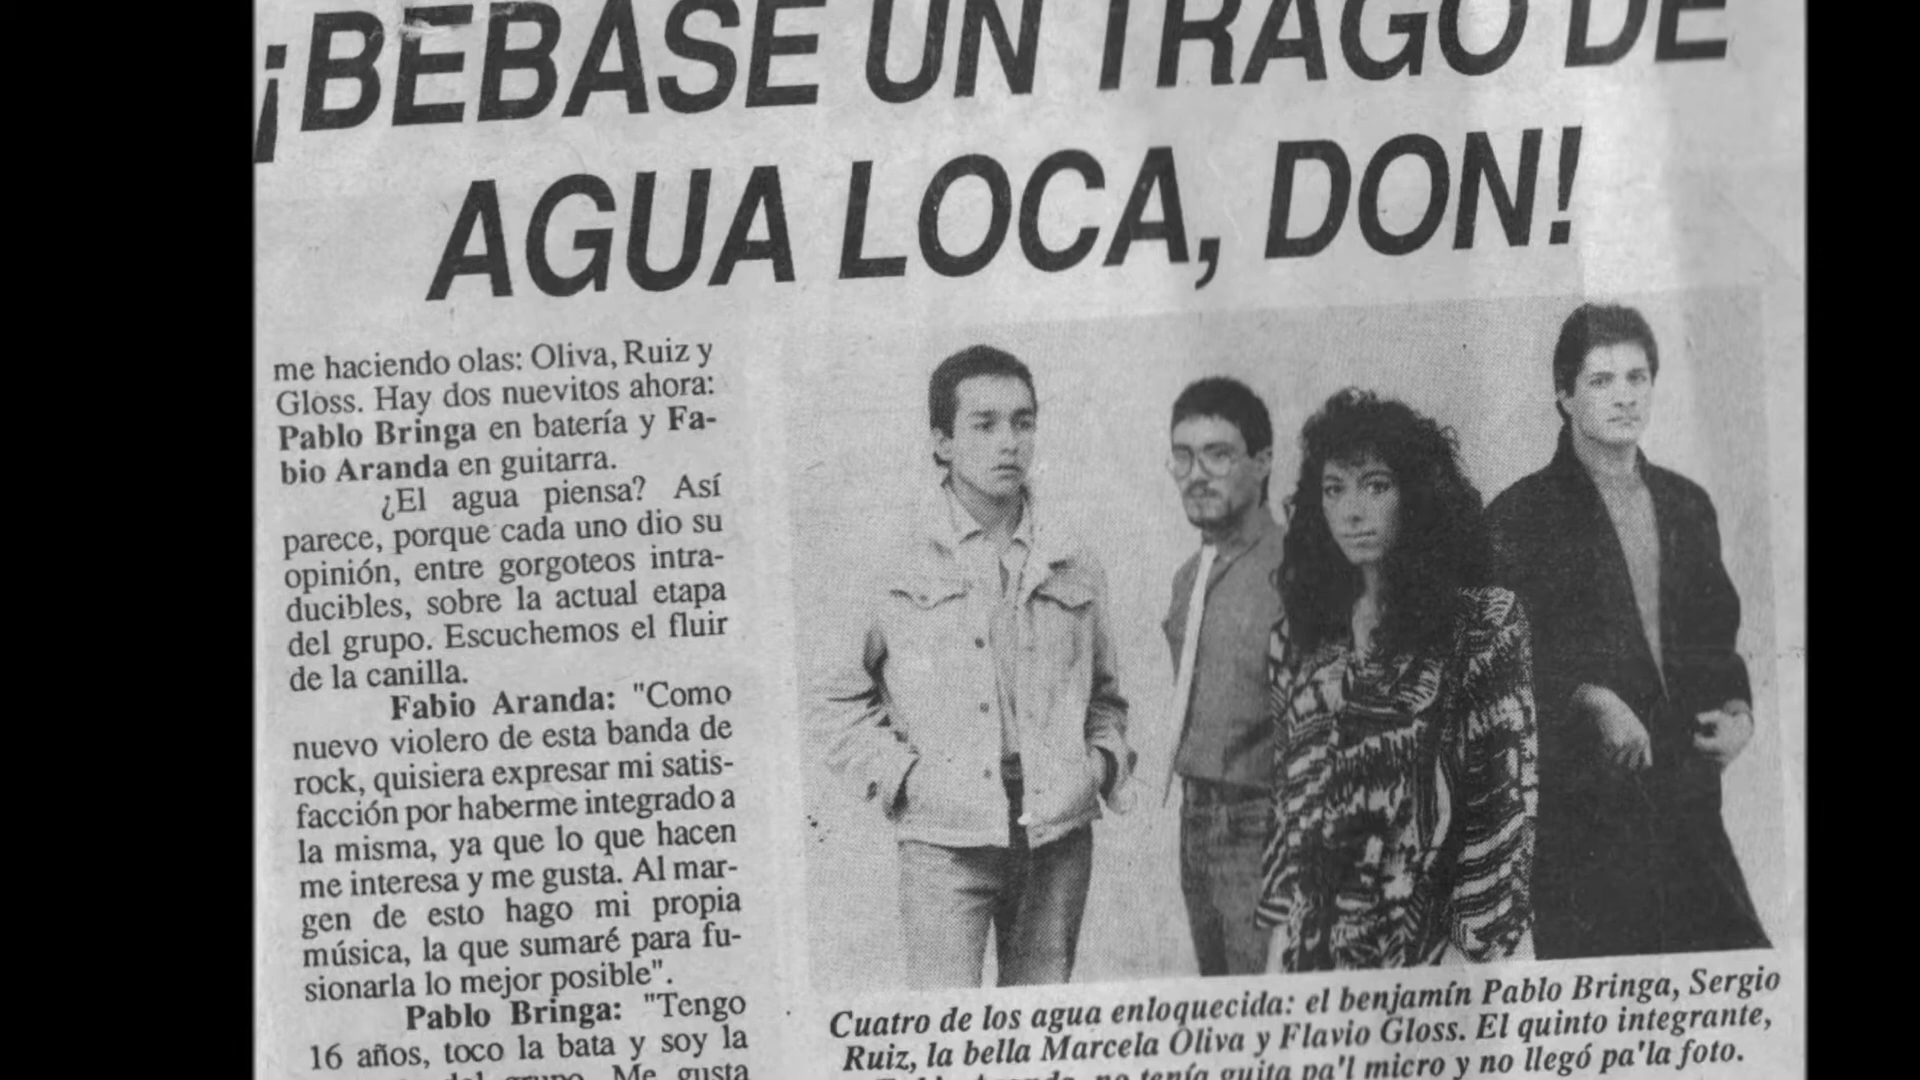 ¡BEBASE UN TRAGO DE
AGUA LOCA, DON!
me haciendo olas: Oliva, Ruiz y
Gloss. Hay dos nuevitos ahora:
Pablo Bringa en batería y Fa-
bio Aranda en guitarra.
¿El agua piensa? Así
parece, porque cada uno dio su
opinión, entre gorgoteos intra-
ducibles, sobre la actual etapa
del grupo. Escuchemos el fluir
de la canilla.
Fabio Aranda: "Como
nuevo violero de esta banda de
rock, quisiera expresar mi satis-
facción por haberme integrado a
la misma, ya que lo que hacen
me interesa y me gusta. Al mar-
gen de esto hago mi propia
música, la que sumaré para fu-
sionarla lo mejor posible".
Pablo Bringa: "Tengo
16 años, toco la bata y soy la
del grupo. Me gusta
Cuatro de los agua enloquecida: el benjamín Pablo Bringa, Sergio
Ruiz, la bella Marcela Oliva y Flavio Gloss. El quinto integrante,
Fabio Aranda, no tenía guita pa'l micro y no llegó pa'la foto.